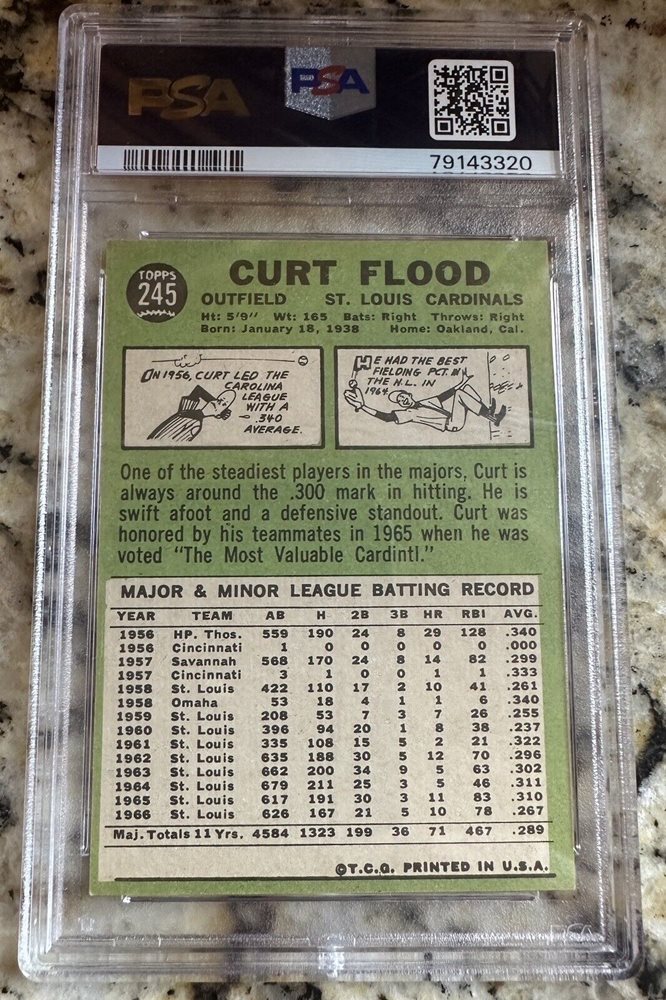 PSA PSA
79143320
TOPPS
245
CURT FLOOD
OUTFIELD ST. LOUIS CARDINALS
Ht: 5'9" Wt: 165 Bats: Right Throws: Right
Born: January 18, 1938 Home: Oakland, Cal.
ON 1956, CURT LED THE
CAROLINA
LEAGUE
WITH A
.340
AVERAGE.
HE HAD THE BEST
FIELDING PCT. IN
THE N.L. IN
1964
One of the steadiest players in the majors, Curt is
always around the .300 mark in hitting. He is
swift afoot and a defensive standout. Curt was
honored by his teammates in 1965 when he was
voted "The Most Valuable Cardintl."
MAJOR & MINOR LEAGUE BATTING RECORD
YEAR TEAM AB H 2B 3B HR RBI AVG.
1956 HP. Thos. 559 190 24 8 29 128 .340
1956 Cincinnati 1 0 0 0 0 0 .000
1957 Savannah 568 170 24 8 14 82 .299
1957 Cincinnati 3 1 0 0 1 1 .333
1958 St. Louis 422 110 17 2 10 41 .261
1958 Omaha 53 18 4 1 1 6 .340
1959 St. Louis 208 53 7 3 7 26 .255
1960 St. Louis 396 94 20 1 8 38 .237
1961 St. Louis 335 108 15 5 2 21 .322
1962 St. Louis 635 188 30 5 12 70 .296
1963 St. Louis 662 200 34 9 5 63 .302
1964 St. Louis 679 211 25 3 5 46 .311
1965 St. Louis 617 191 30 3 11 83 .310
1966 St. Louis 626 167 21 5 10 78 .267
Maj. Totals 11 Yrs. 4584 1323 199 36 71 467 .289
©T.C.G. PRINTED IN U.S.A.